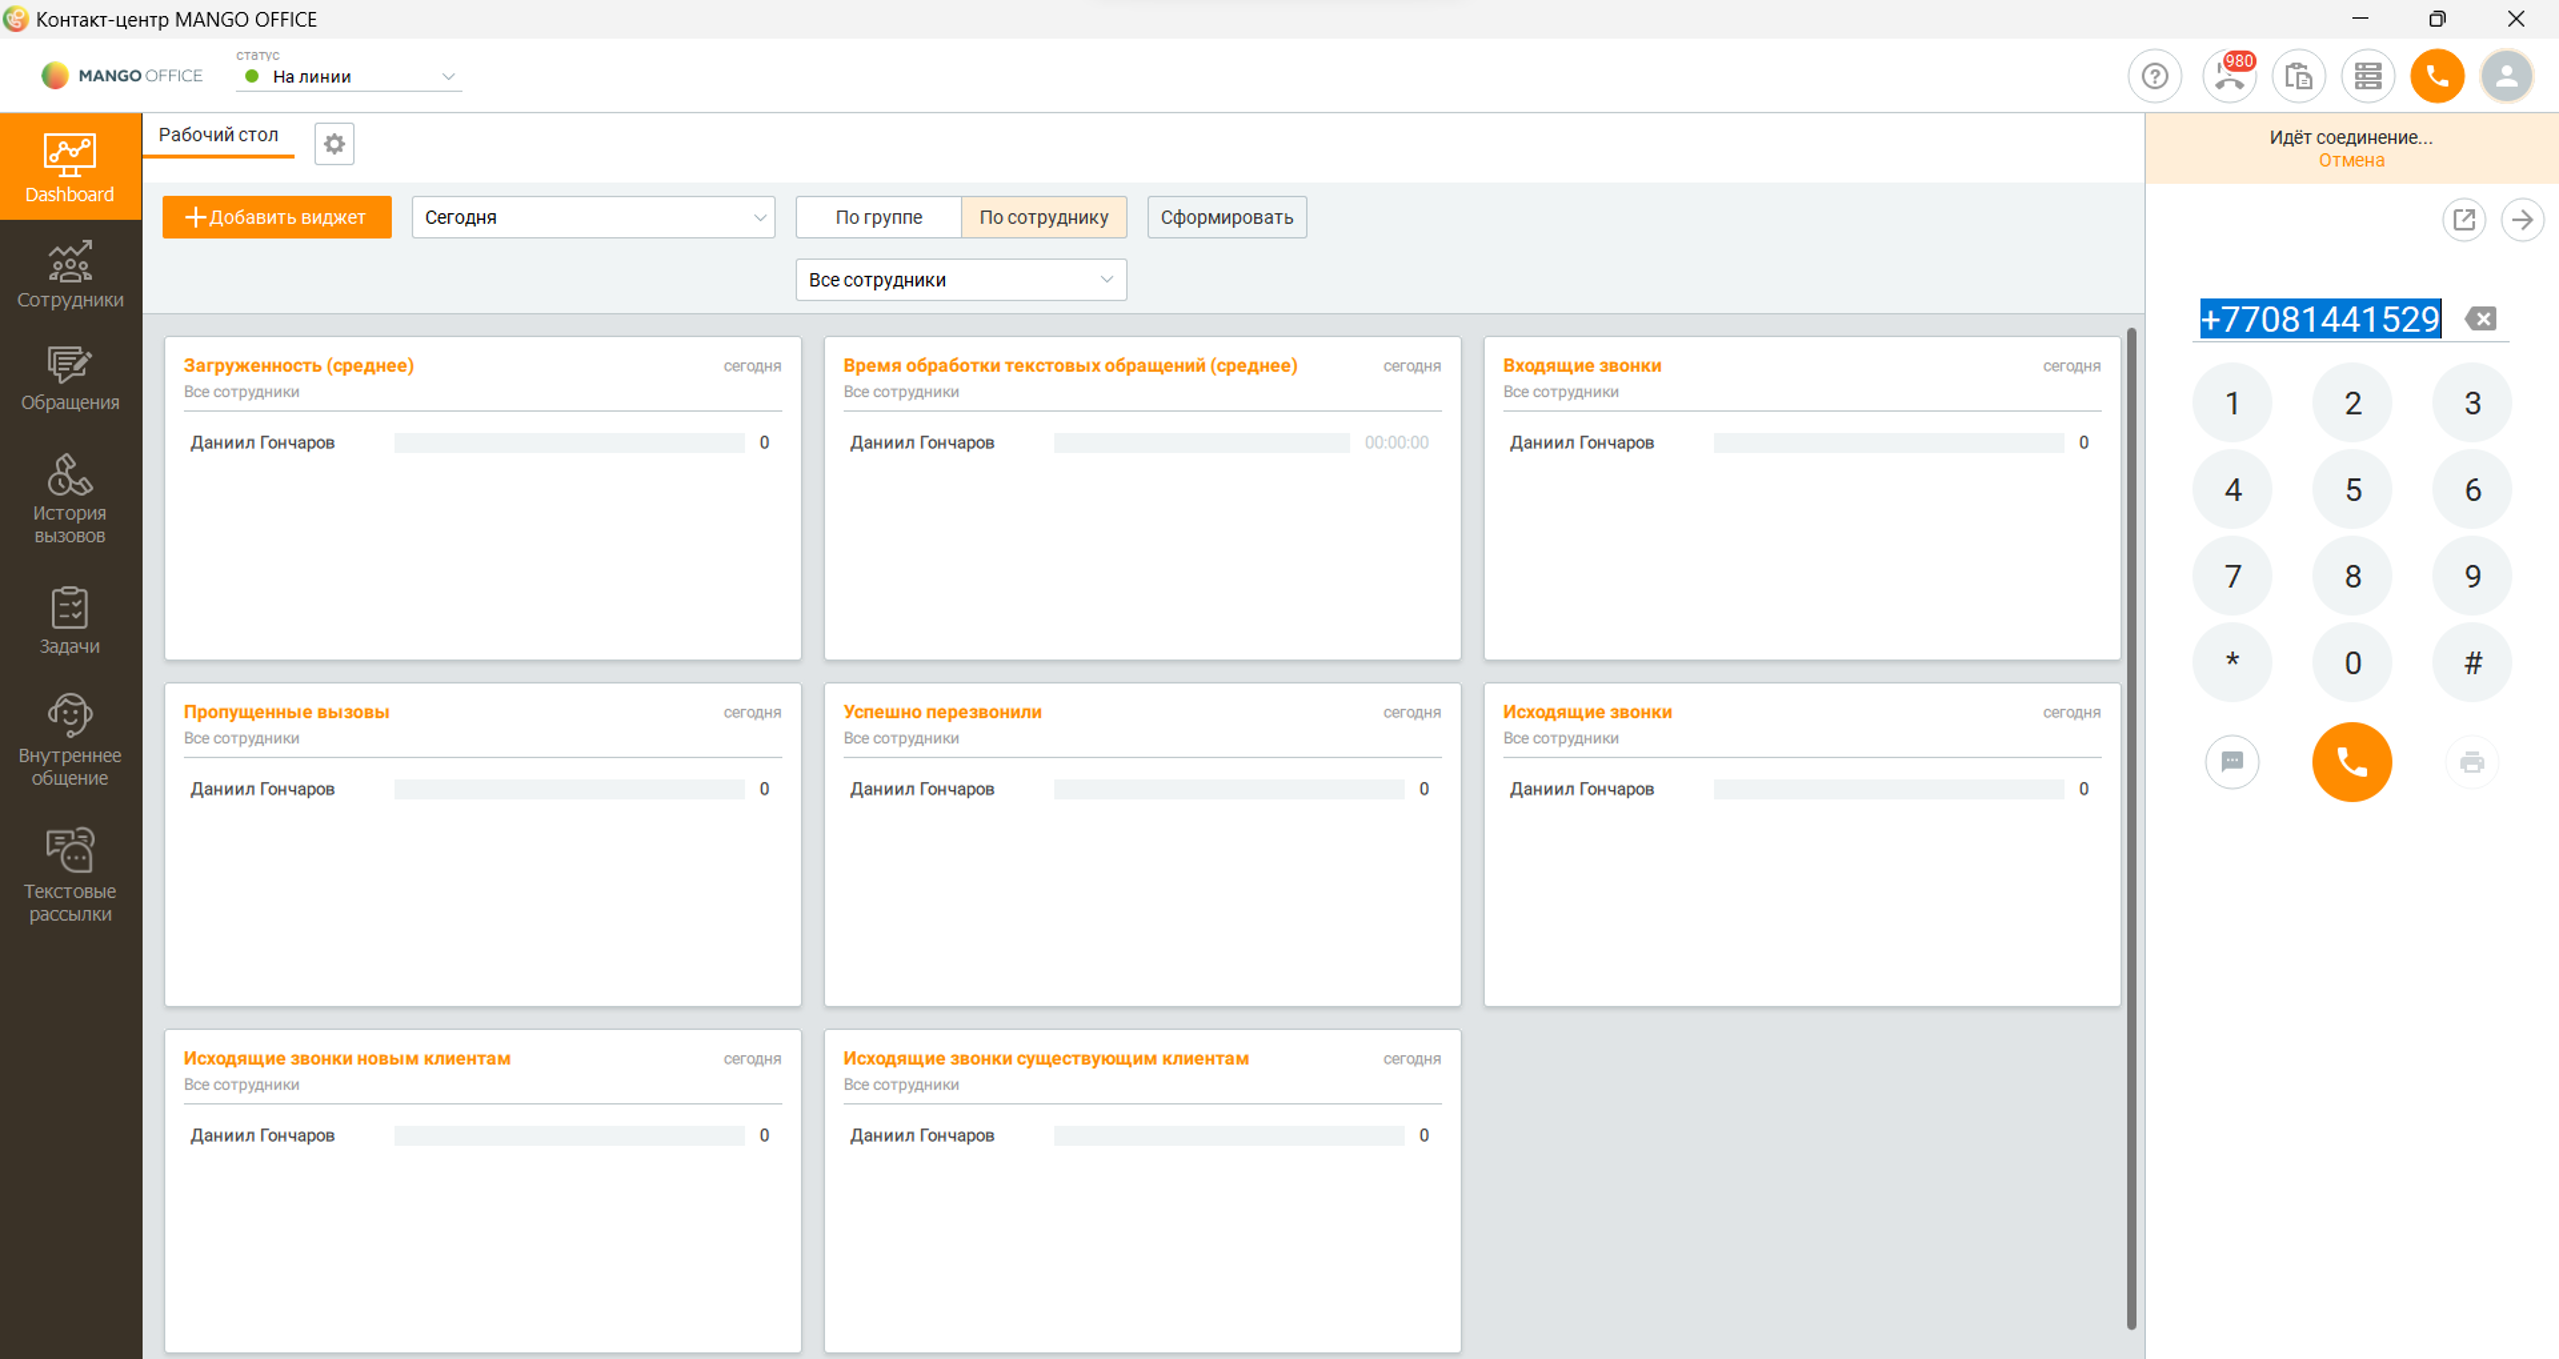 Контакт-центр MANGO OFFICE
MANGO OFFICE
статус
На линии
980
Dashboard
Сотрудники
Обращения
История
вызовов
Задачи
Внутреннее
общение
Текстовые
рассылки
Рабочий стол
Добавить виджет
Сегодня
По группе
По сотруднику
Сформировать
Все сотрудники
Загруженность (среднее)
сегодня
Все сотрудники
Даниил Гончаров
0
Время обработки текстовых обращений (среднее)
сегодня
Все сотрудники
Даниил Гончаров
00:00:00
Входящие звонки
сегодня
Все сотрудники
Даниил Гончаров
0
Пропущенные вызовы
сегодня
Все сотрудники
Даниил Гончаров
0
Успешно перезвонили
сегодня
Все сотрудники
Даниил Гончаров
0
Исходящие звонки
сегодня
Все сотрудники
Даниил Гончаров
0
Исходящие звонки новым клиентам
сегодня
Все сотрудники
Даниил Гончаров
0
Исходящие звонки существующим клиентам
сегодня
Все сотрудники
Даниил Гончаров
0
Идёт соединение...
Отмена
+77081441529
1 2 3
4 5 6
7 8 9
* 0 #